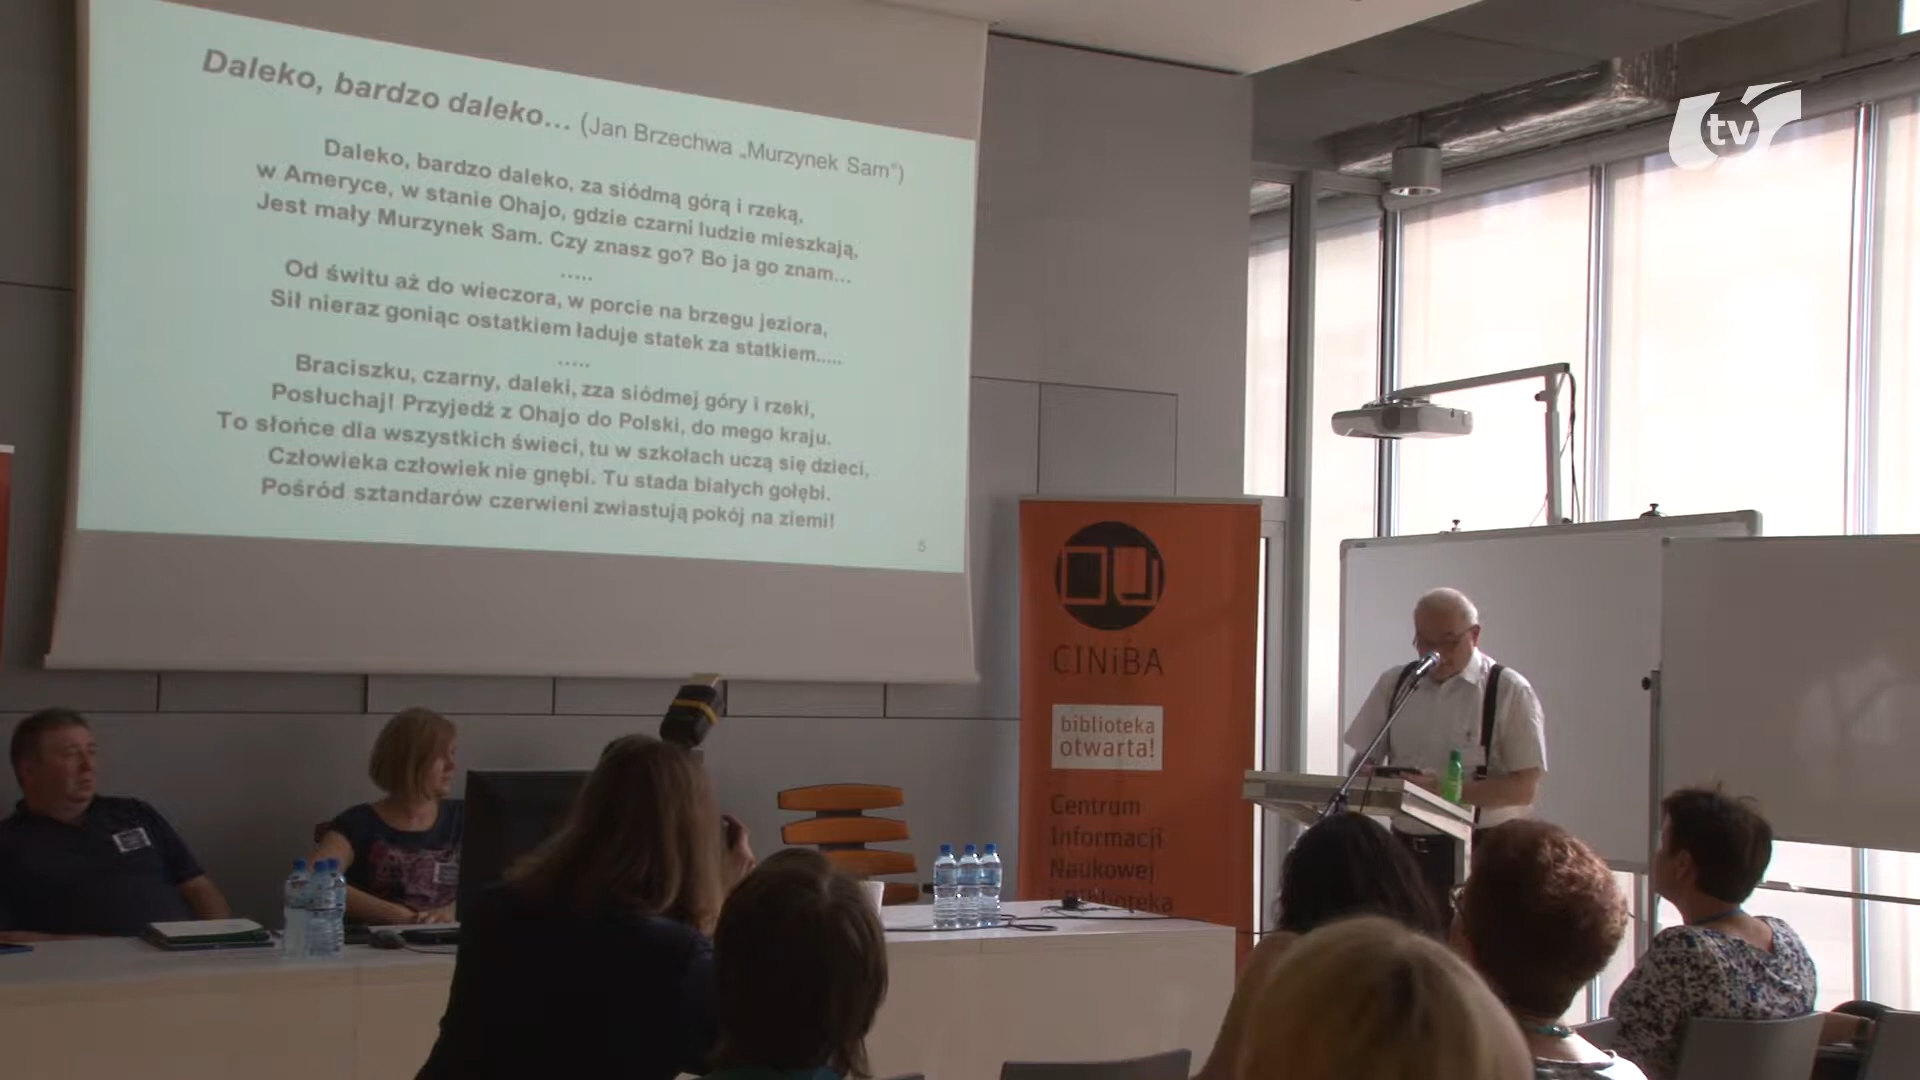 Daleko, bardzo daleko... (Jan Brzechwa „Murzynek Sam”)
Daleko, bardzo daleko, za siódmą górą i rzeką,
w Ameryce, w stanie Ohajo, gdzie czarni ludzie mieszkają,
Jest mały Murzynek Sam. Czy znasz go? Bo ja go znam...
.....
Od świtu aż do wieczora, w porcie na brzegu jeziora,
Sił nieraz goniąc ostatkiem ładuje statek za statkiem.....
.....
Braciszku, czarny, daleki, zza siódmej góry i rzeki,
Posłuchaj! Przyjedź z Ohajo do Polski, do mego kraju.
To słońce dla wszystkich świeci, tu w szkołach uczą się dzieci,
Człowieka człowiek nie gnębi. Tu stada białych gołębi.
Pośród sztandarów czerwieni zwiastują pokój na ziemi!
5
tv
CINiBA
biblioteka
otwarta!
Centrum
Informacji
Naukowej
i Biblioteka